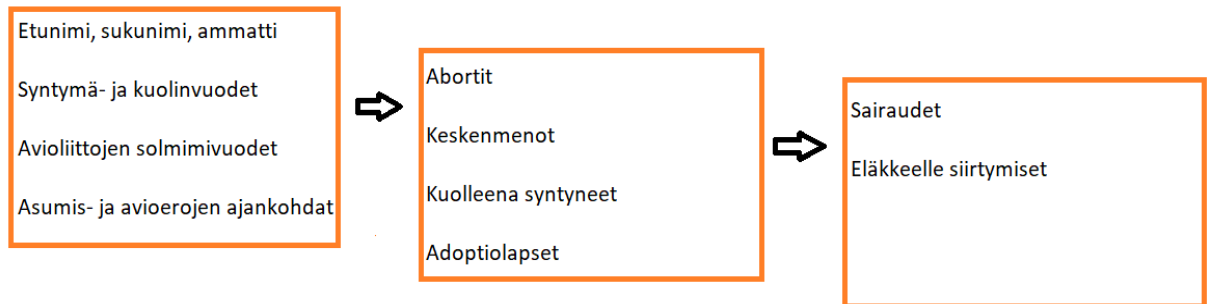 Etunimi, sukunimi, ammatti
Syntymä- ja kuolinvuodet
Avioliittojen solmimivuodet
Asumis- ja avioerojen ajankohdat
Abortit
Keskenmenot
Kuolleena syntyneet
Adoptiolapset
Sairaudet
Eläkkeelle siirtymiset